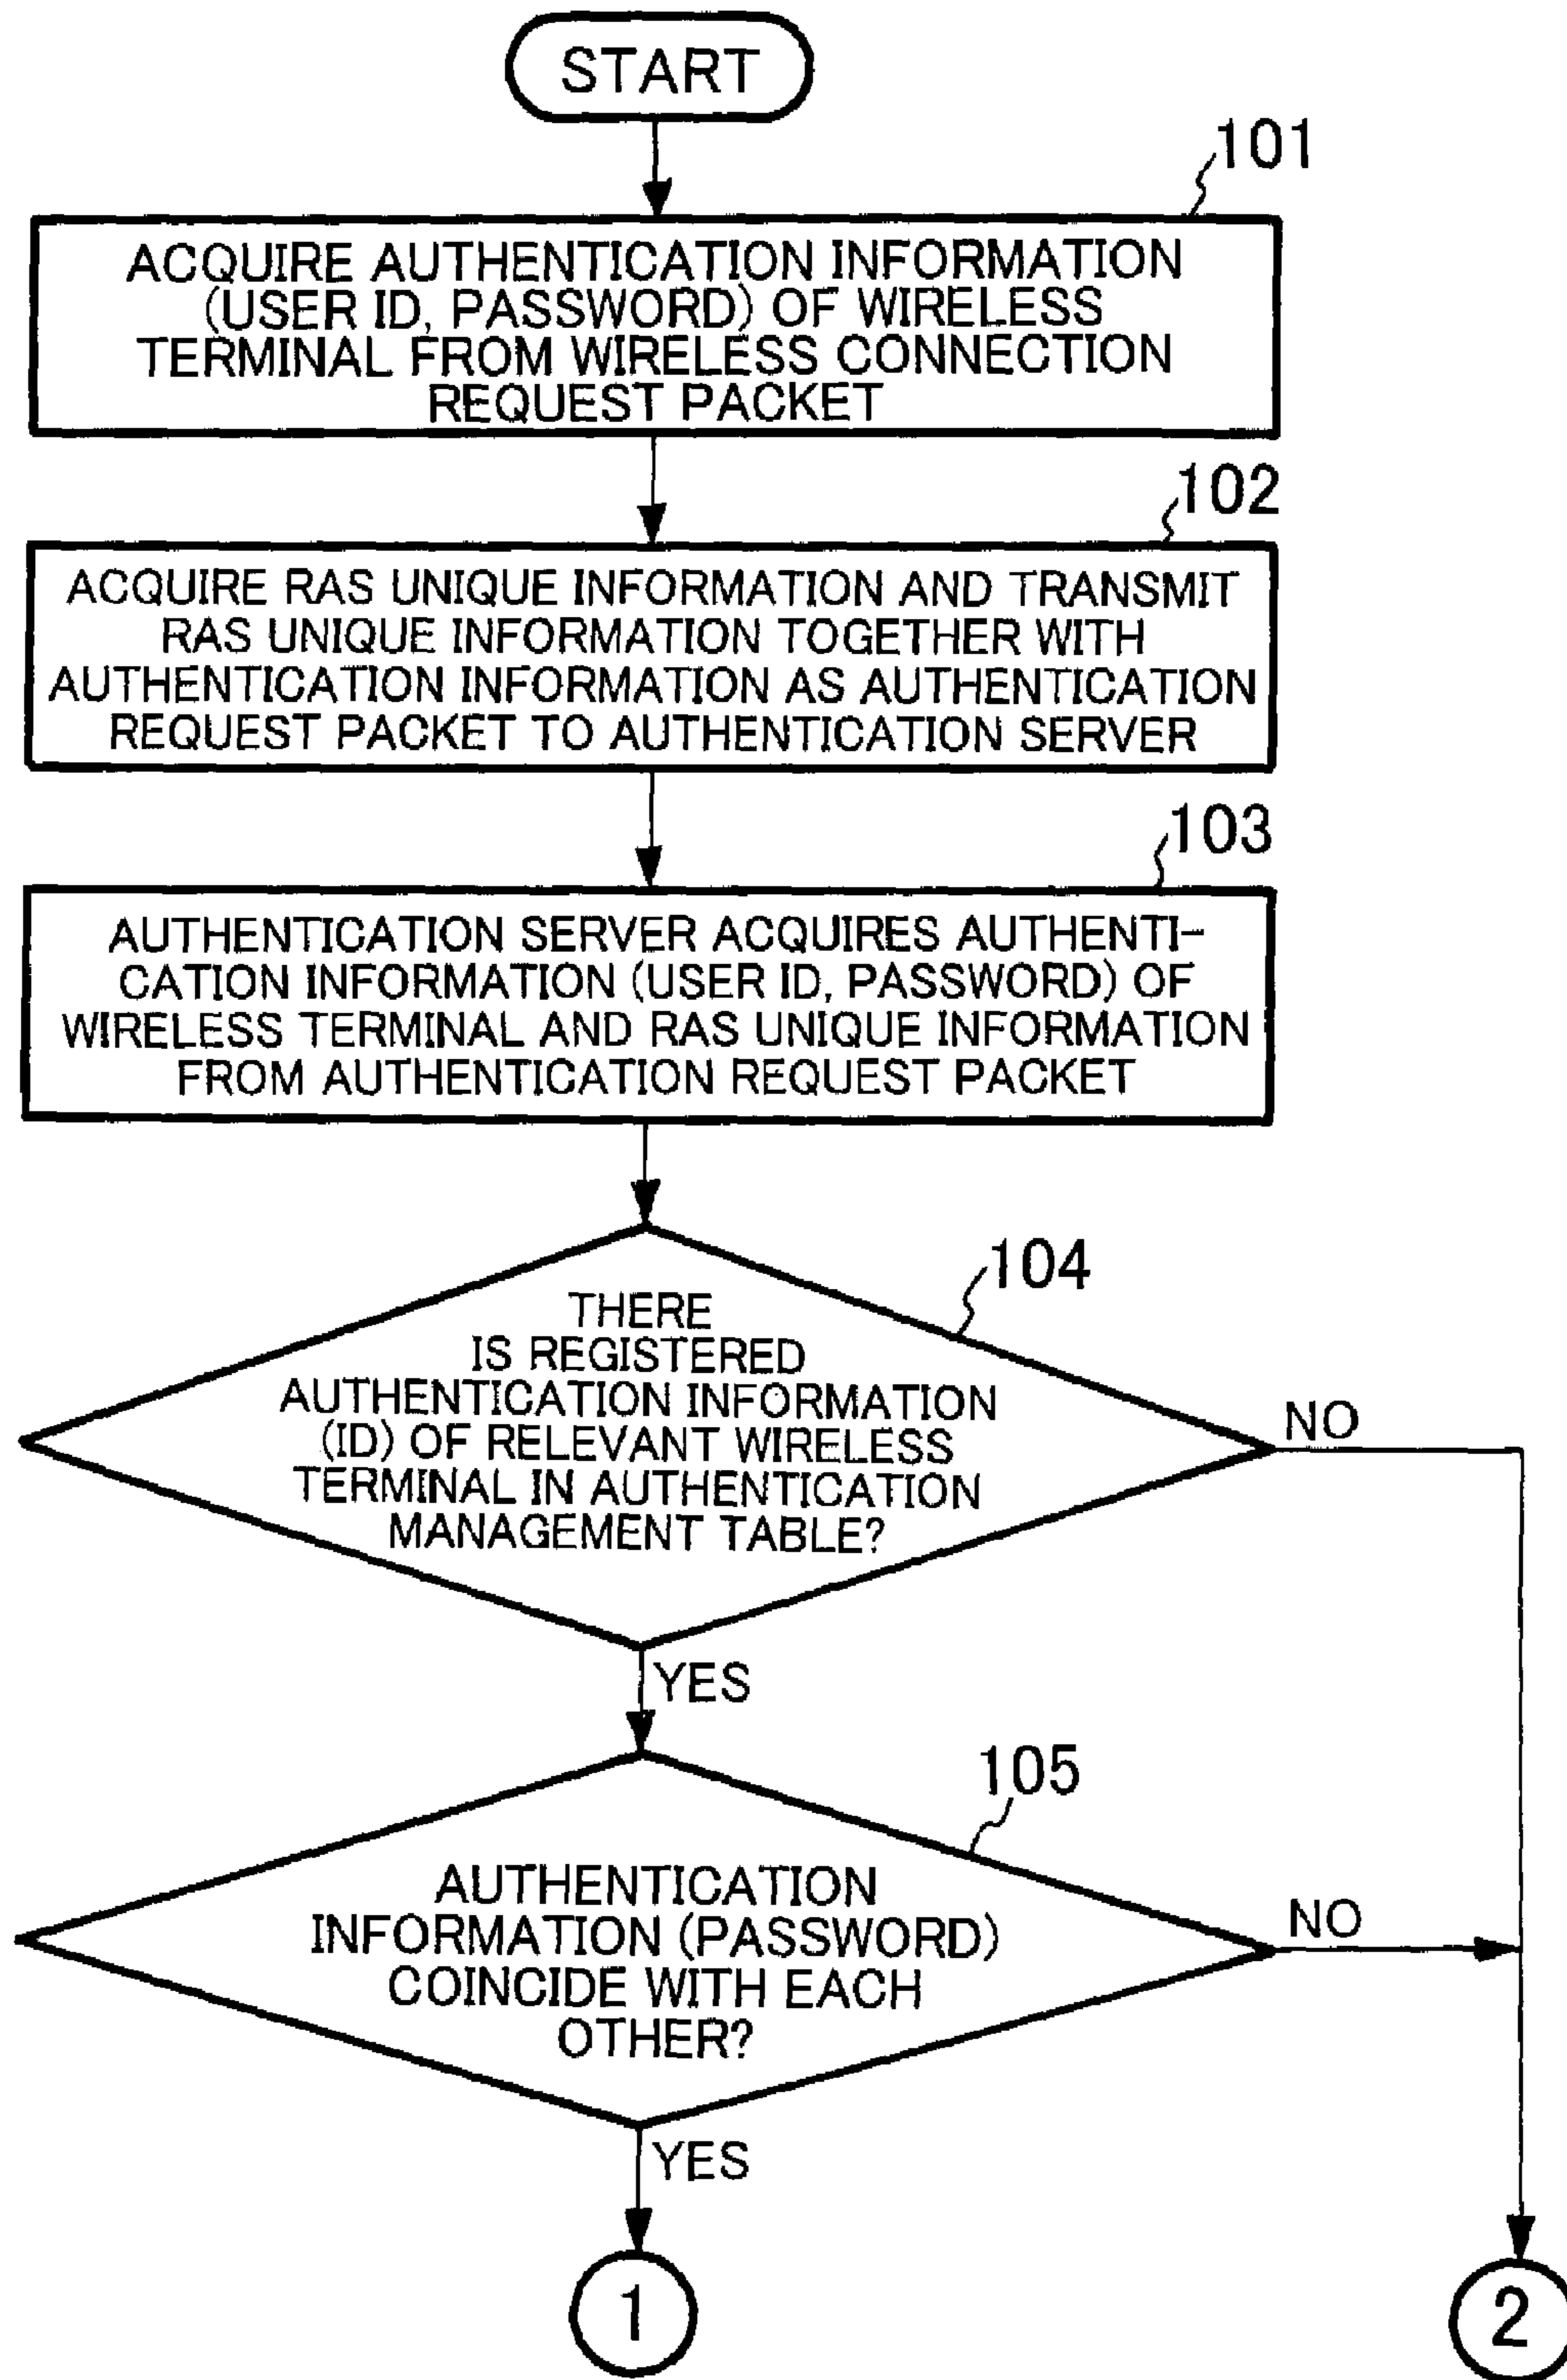 START
101
ACQUIRE AUTHENTICATION INFORMATION
(USER ID, PASSWORD) OF WIRELESS
TERMINAL FROM WIRELESS CONNECTION
REQUEST PACKET
102
ACQUIRE RAS UNIQUE INFORMATION AND TRANSMIT
RAS UNIQUE INFORMATION TOGETHER WITH
AUTHENTICATION INFORMATION AS AUTHENTICATION
REQUEST PACKET TO AUTHENTICATION SERVER
103
AUTHENTICATION SERVER ACQUIRES AUTHENTI-
CATION INFORMATION (USER ID, PASSWORD) OF
WIRELESS TERMINAL AND RAS UNIQUE INFORMATION
FROM AUTHENTICATION REQUEST PACKET
104
THERE
IS REGISTERED
AUTHENTICATION INFORMATION
(ID) OF RELEVANT WIRELESS
TERMINAL IN AUTHENTICATION
MANAGEMENT TABLE?
NO
YES
105
AUTHENTICATION
INFORMATION (PASSWORD)
COINCIDE WITH EACH
OTHER?
NO
YES
1
2